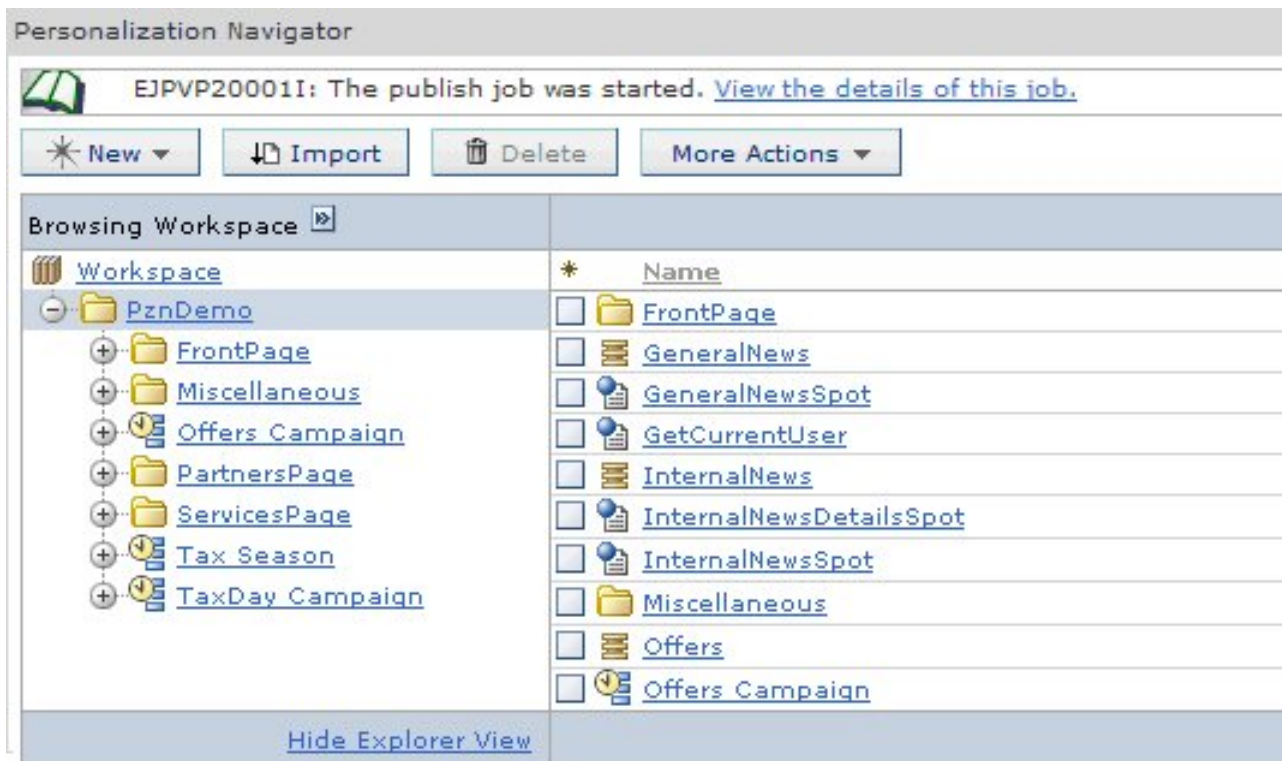 Personalization Navigator
EJPVP20001I: The publish job was started. View the details of this job.
New Import Delete More Actions
Browsing Workspace
Workspace
PznDemo
FrontPage
Miscellaneous
Offers Campaign
PartnersPage
ServicesPage
Tax Season
TaxDay Campaign
Hide Explorer View
Name
FrontPage
GeneralNews
GeneralNewsSpot
GetCurrentUser
InternalNews
InternalNewsDetailsSpot
InternalNewsSpot
Miscellaneous
Offers
Offers Campaign